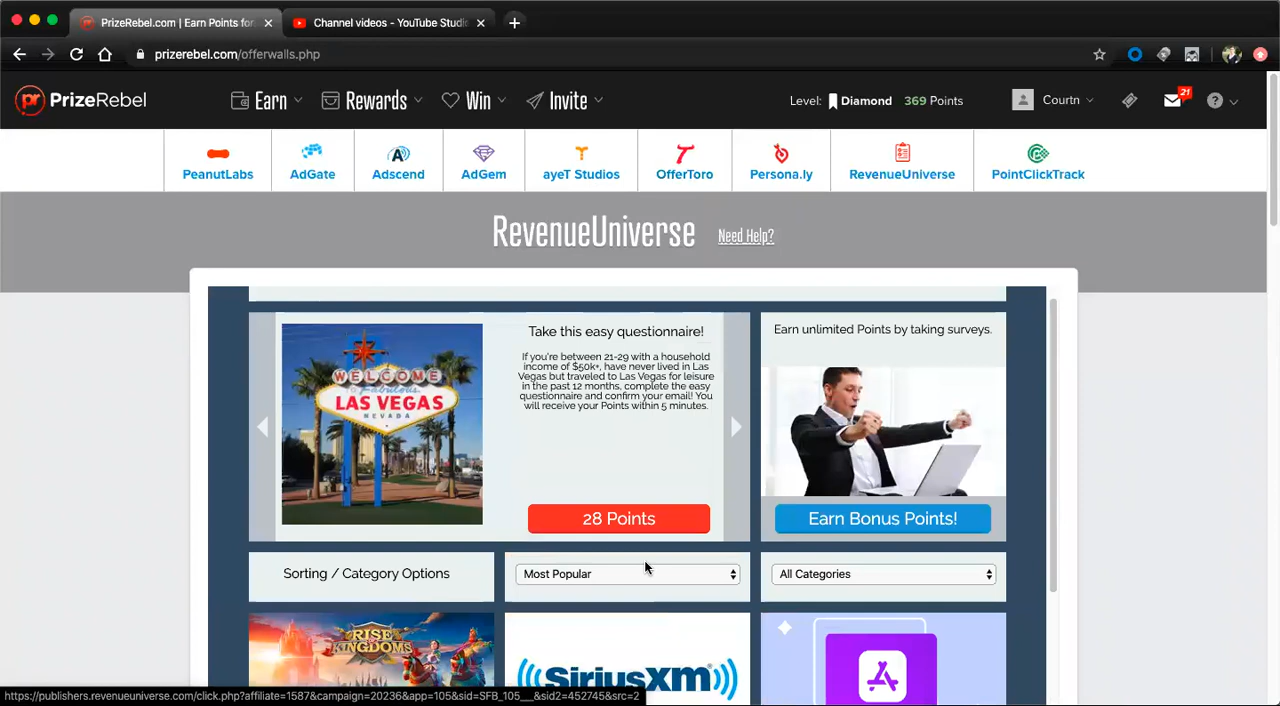 PrizeRebel.com | Earn Points for
Channel videos - YouTube Studi
prizerebel.com/offerwalls.php
pr PrizeRebel
Earn
Rewards
Win
Invite
Level: Diamond 369 Points
Courtn
21
?
PeanutLabs
AdGate
Adscend
AdGem
ayeT Studios
OfferToro
Persona.ly
RevenueUniverse
PointClickTrack
RevenueUniverse Need Help?
WELCOME
TO Fabulous
LAS VEGAS
NEVADA
Take this easy questionnaire!
If you're between 21-29 with a household
income of $50k+, have never lived in Las
Vegas but traveled to Las Vegas for leisure
in the past 12 months, complete the easy
questionnaire and confirm your email! You
will receive your Points within 5 minutes.
28 Points
Earn unlimited Points by taking surveys.
Earn Bonus Points!
Sorting / Category Options
Most Popular
All Categories
RISE OF
KINGDOMS
SiriusXM
https://publishers.revenueuniverse.com/click.php?affiliate=1587&campaign=20236&app=105&sid=SFB_105___&sid2=452745&src=2